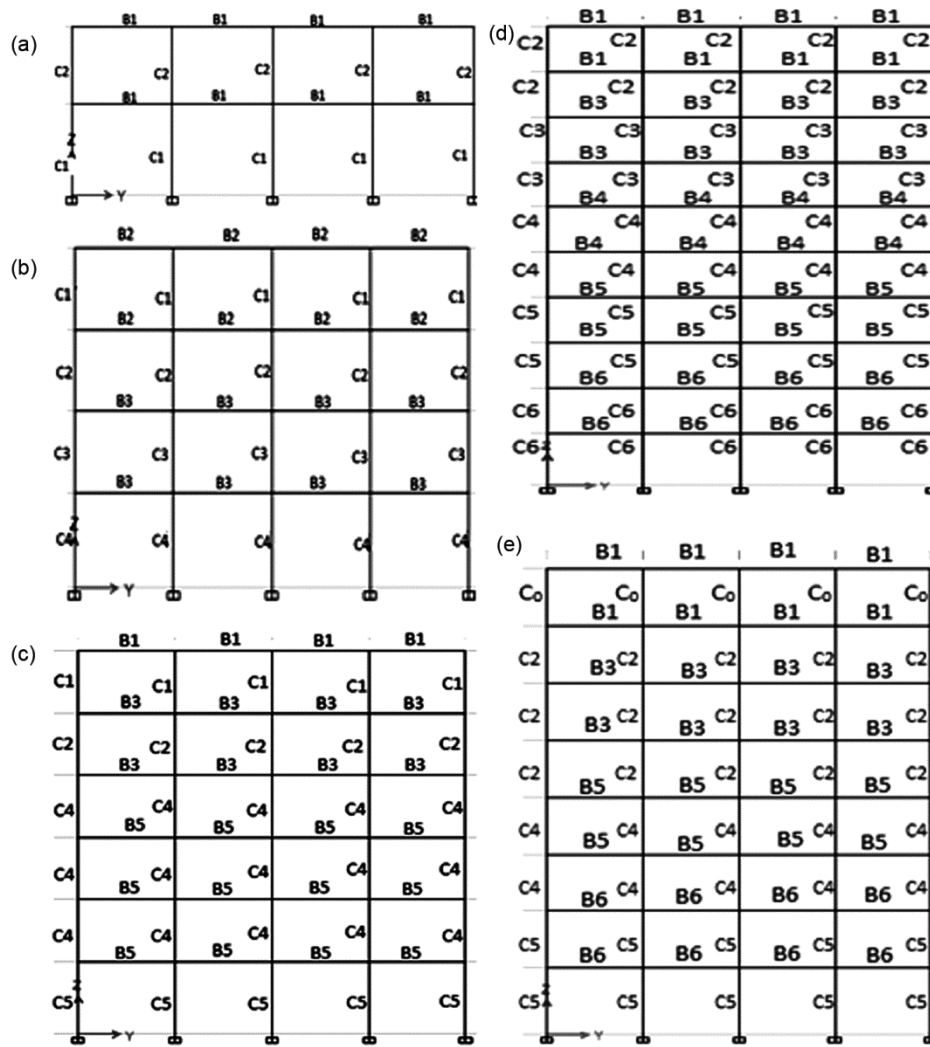 (a)
B1 B1 B1 B1
C2 C2 C2 C2 C2
B1 B1 B1 B1
Z
C1 C1 C1 C1 C1
Y
(b)
B2 B2 B2 B2
C1 C1 C1 C1 C1
B2 B2 B2 B2
C2 C2 C2 C2 C2
B3 B3 B3 B3
C3 C3 C3 C3 C3
B3 B3 B3 B3
Z
C4 C4 C4 C4 C4
Y
(c)
B1 B1 B1 B1
C1 C1 C1 C1 C1
B3 B3 B3 B3
C2 C2 C2 C2 C2
B3 B3 B3 B3
C4 C4 C4 C4 C4
B5 B5 B5 B5
C4 C4 C4 C4 C4
B5 B5 B5 B5
C4 C4 C4 C4 C4
B5 B5 B5 B5
Z
C5 C5 C5 C5 C5
Y
(d)
B1 B1 B1 B1
C2 C2 C2 C2 C2
B1 B1 B1 B1
C2 C2 C2 C2 C2
B3 B3 B3 B3
C3 C3 C3 C3 C3
B3 B3 B3 B3
C3 C3 C3 C3 C3
B4 B4 B4 B4
C4 C4 C4 C4 C4
B4 B4 B4 B4
C4 C4 C4 C4 C4
B5 B5 B5 B5
C5 C5 C5 C5 C5
B5 B5 B5 B5
C5 C5 C5 C5 C5
B6 B6 B6 B6
C6 C6 C6 C6 C6
B6 B6 B6 B6
C6 Z C6 C6 C6 C6
Y
(e)
B1 B1 B1 B1
Co Co Co Co Co
B1 B1 B1 B1
C2 C2 C2 C2 C2
B3 B3 B3 B3
C2 C2 C2 C2 C2
B3 B3 B3 B3
C2 C2 C2 C2 C2
B5 B5 B5 B5
C4 C4 C4 C4 C4
B5 B5 B5 B5
C4 C4 C4 C4 C4
B6 B6 B6 B6
C5 C5 C5 C5 C5
B6 B6 B6 B6
Z
C5 C5 C5 C5 C5
Y